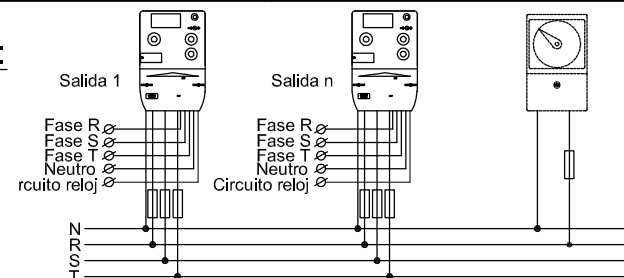 Salida 1
Fase R
Fase S
Fase T
Neutro
rcuito reloj
Salida n
Fase R
Fase S
Fase T
Neutro
Circuito reloj
N
R
S
T